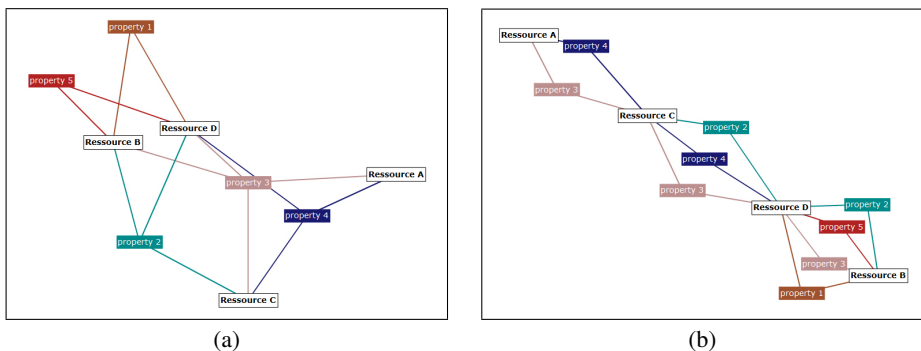 property 1
property 5
Ressource D
Ressource B
property 3
Ressource A
property 4
property 2
Ressource C
(a)
Ressource A
property 4
property 3
Ressource C
property 2
property 4
property 3
Ressource D
property 2
property 5
property 3
Ressource B
property 1
(b)